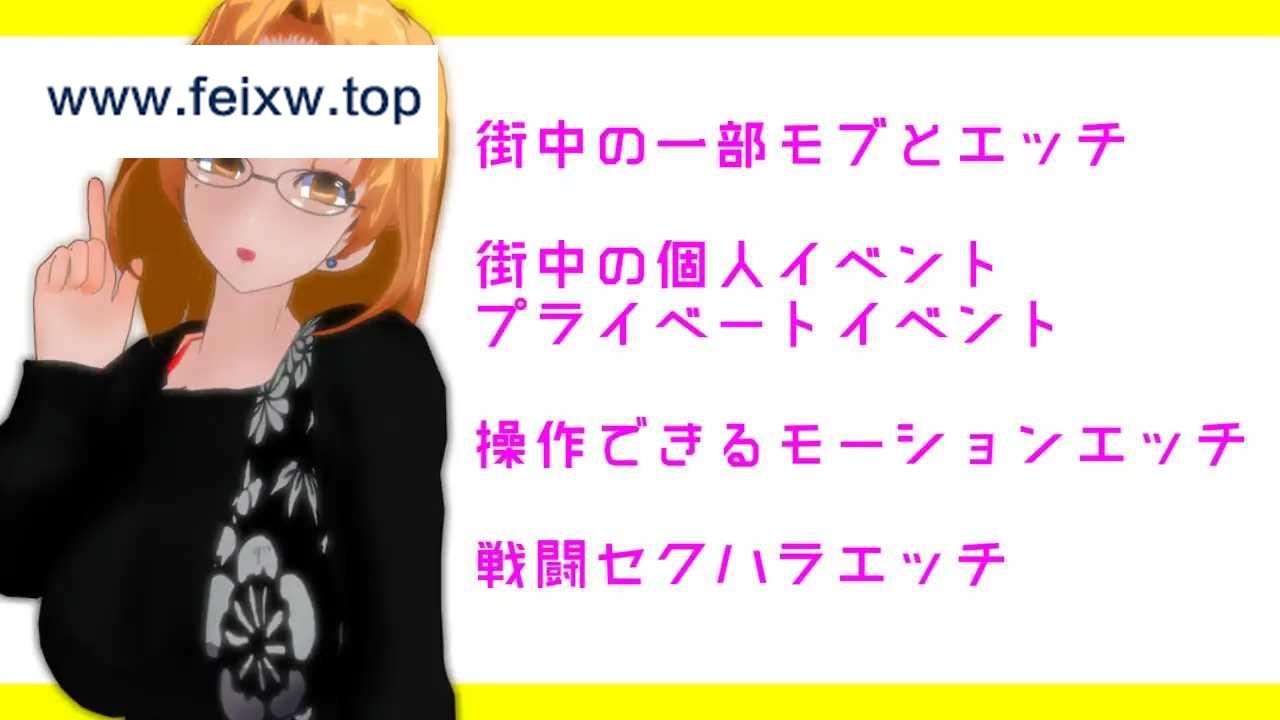 www.feixw.top
街中の一部モブとエッチ
街中の個人イベント
プライベートイベント
操作できるモーションエッチ
戦闘セクハラエッチ